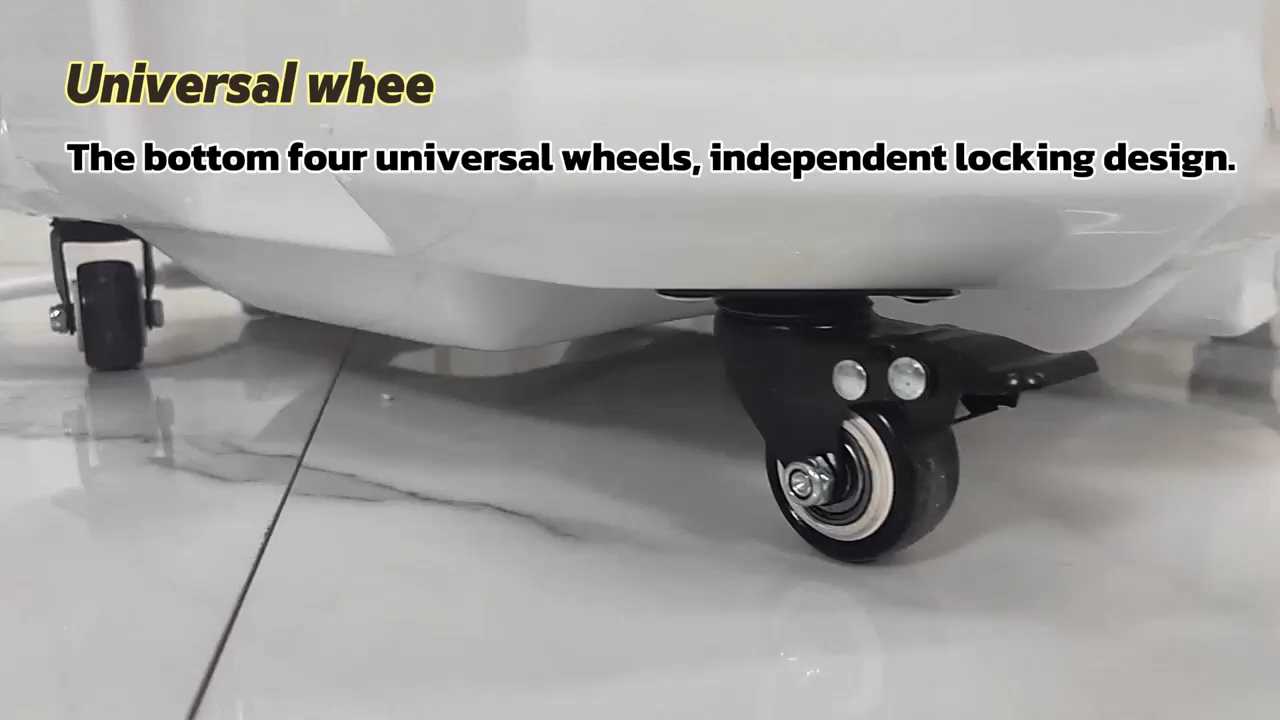 Universal whee
The bottom four universal wheels, independent locking design.